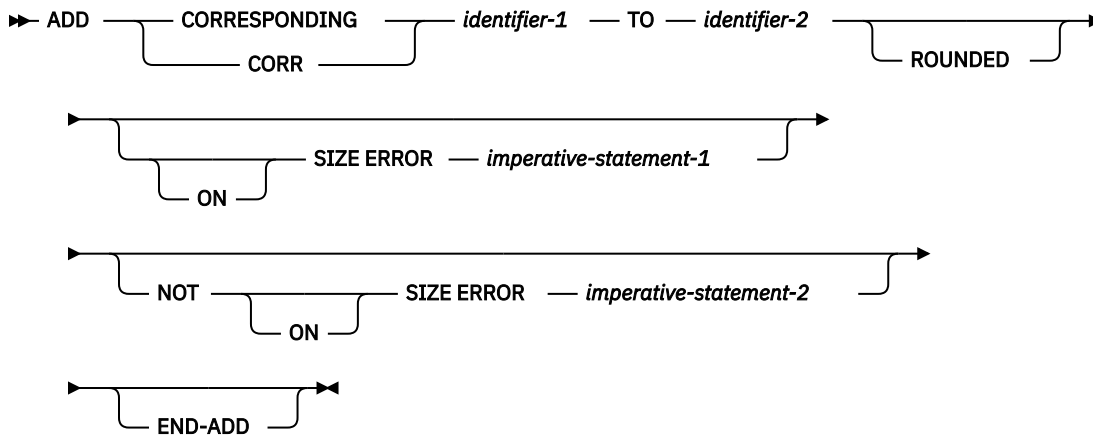 ADD CORRESPONDING identifier-1 TO identifier-2
CORR ROUNDED
SIZE ERROR imperative-statement-1
ON
NOT SIZE ERROR imperative-statement-2
ON
END-ADD